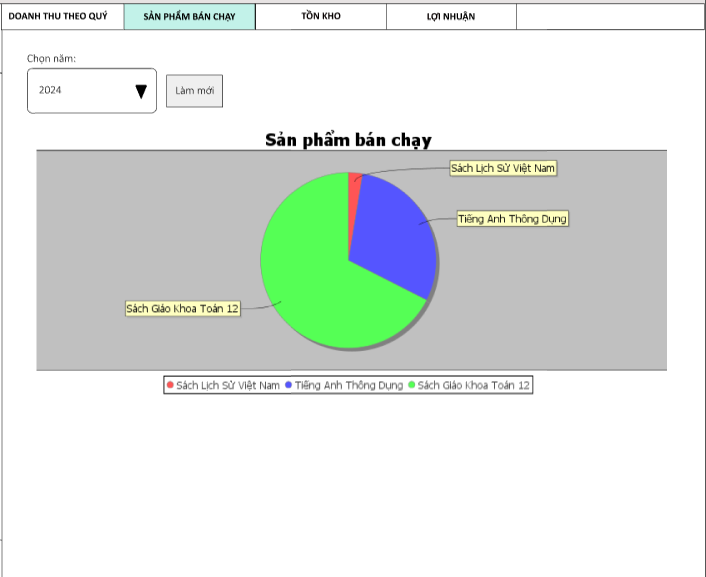 DOANH THU THEO QUÝ SẢN PHẨM BÁN CHẠY TỒN KHO LỢI NHUẬN
Chọn năm:
2024 Làm mới
Sản phẩm bán chạy
Sách Lịch Sử Việt Nam
Tiếng Anh Thông Dụng
Sách Giáo Khoa Toán 12
Sách Lịch Sử Việt Nam Tiếng Anh Thông Dụng Sách Giáo Khoa Toán 12